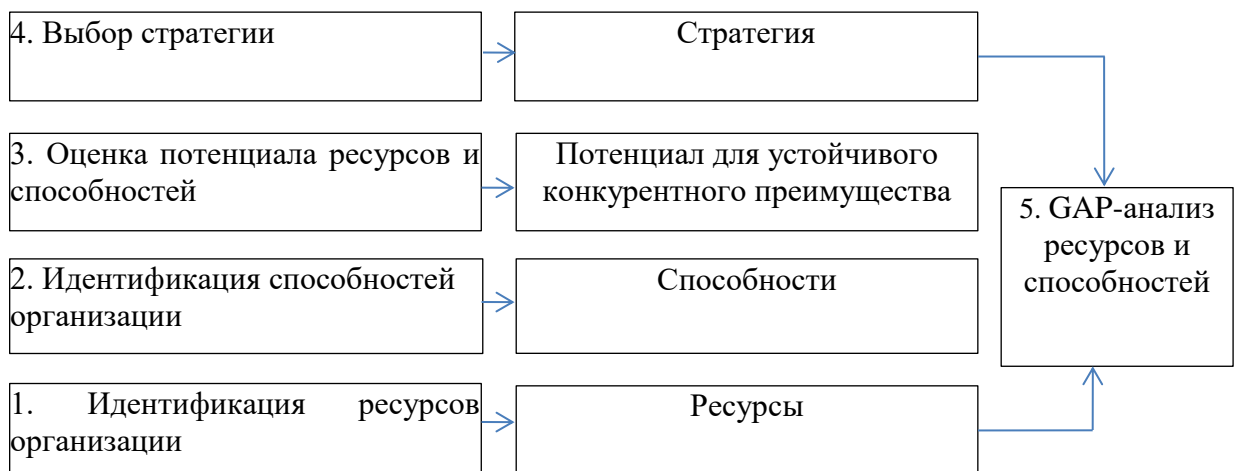 4. Выбор стратегии
Стратегия
3. Оценка потенциала ресурсов и
способностей
Потенциал для устойчивого
конкурентного преимущества
2. Идентификация способностей
организации
Способности
1. Идентификация ресурсов
организации
Ресурсы
5. GAP-анализ
ресурсов и
способностей